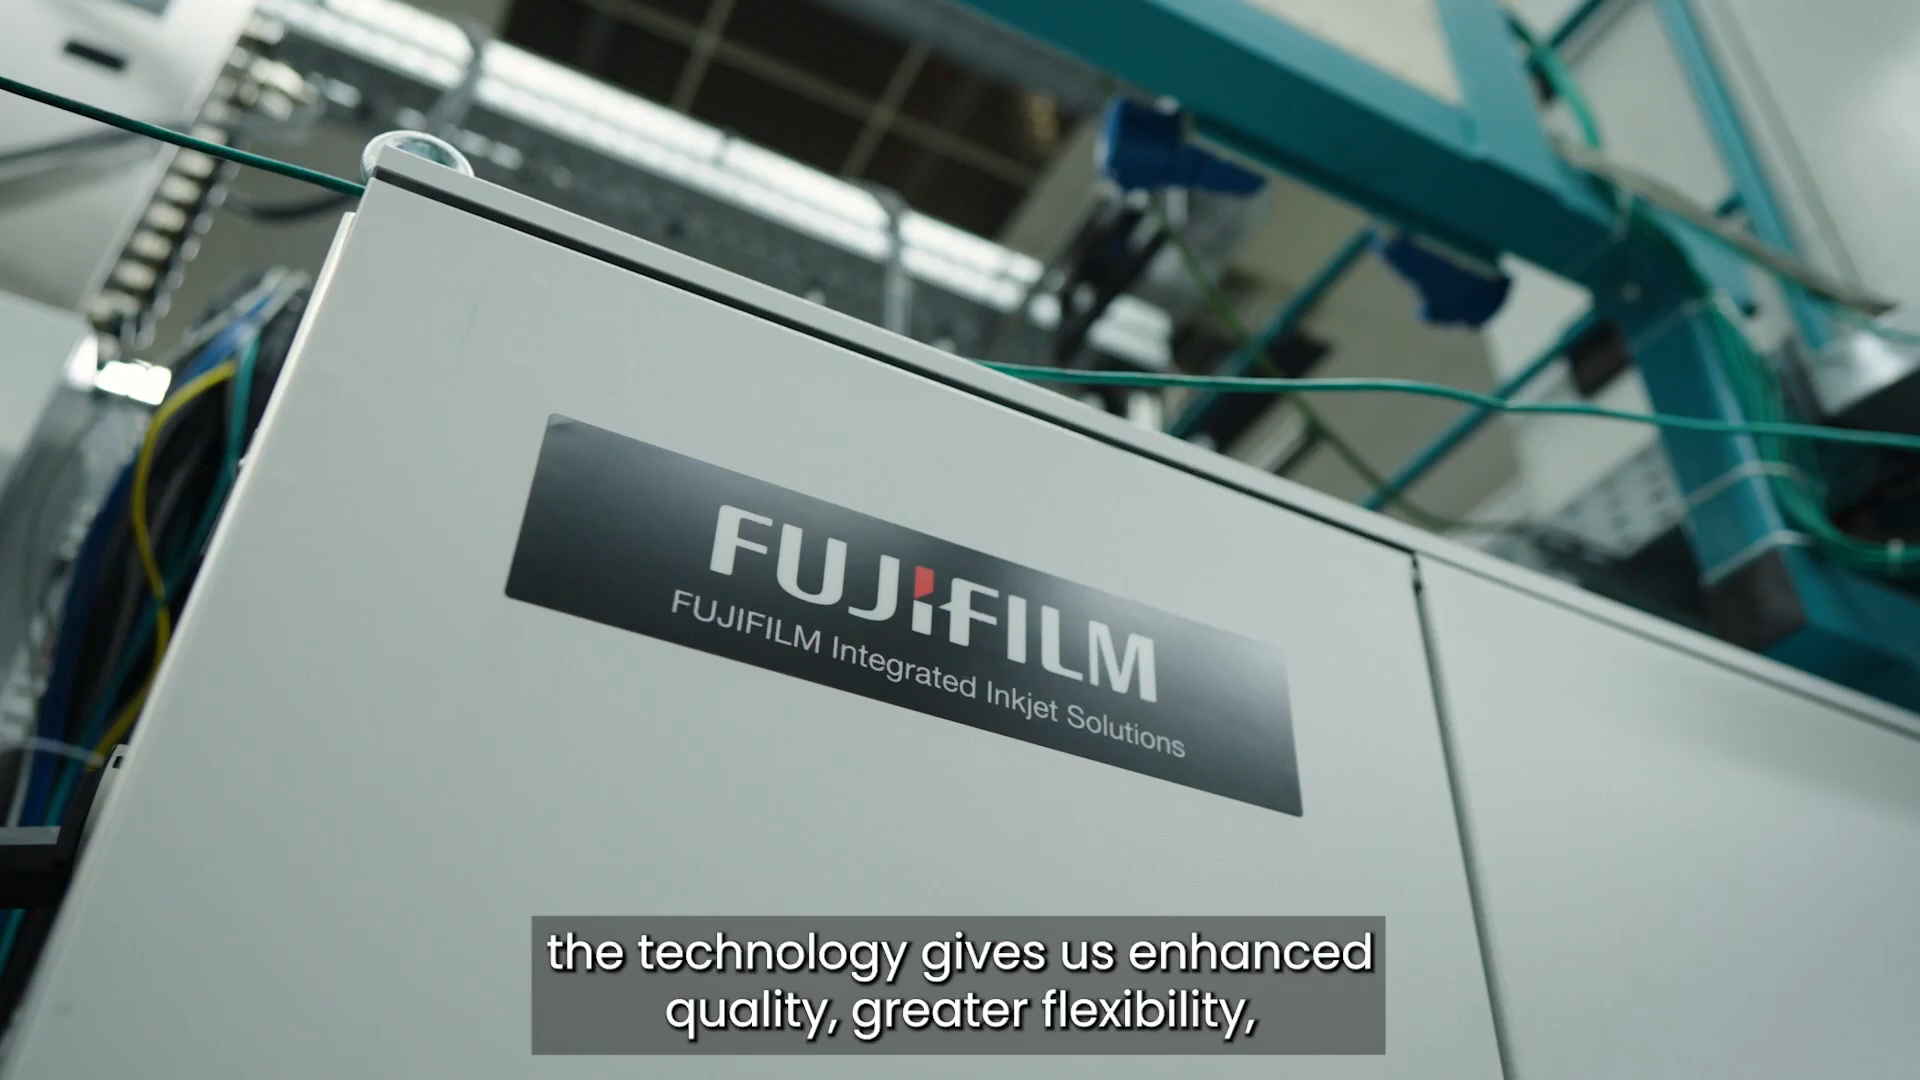 FUJIFILM
FUJIFILM Integrated Inkjet Solutions
the technology gives us enhanced
quality, greater flexibility,